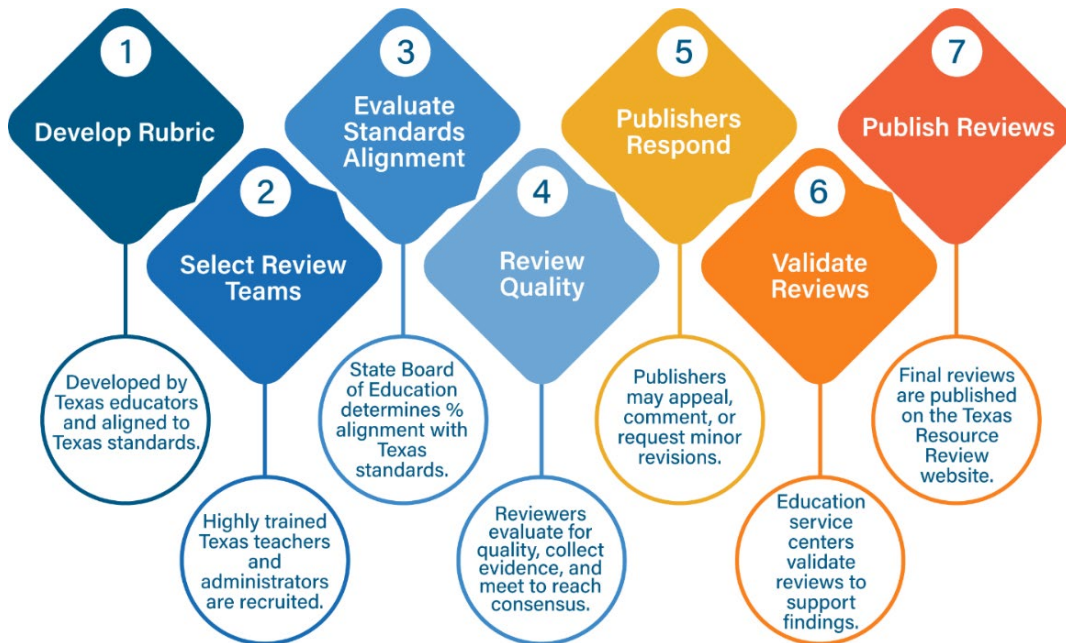 1
Develop Rubric
Developed by
Texas educators
and aligned to
Texas standards.
2
Select Review
Teams
Highly trained
Texas teachers
and
administrators
are recruited.
3
Evaluate
Standards
Alignment
State Board
of Education
determines %
alignment with
Texas
standards.
4
Review
Quality
Reviewers
evaluate for
quality, collect
evidence, and
meet to reach
consensus.
5
Publishers
Respond
Publishers
may appeal,
comment, or
request minor
revisions.
6
Validate
Reviews
Education
service
centers
validate
reviews to
support
findings.
7
Publish Reviews
Final reviews
are published
on the Texas
Resource
Review
website.